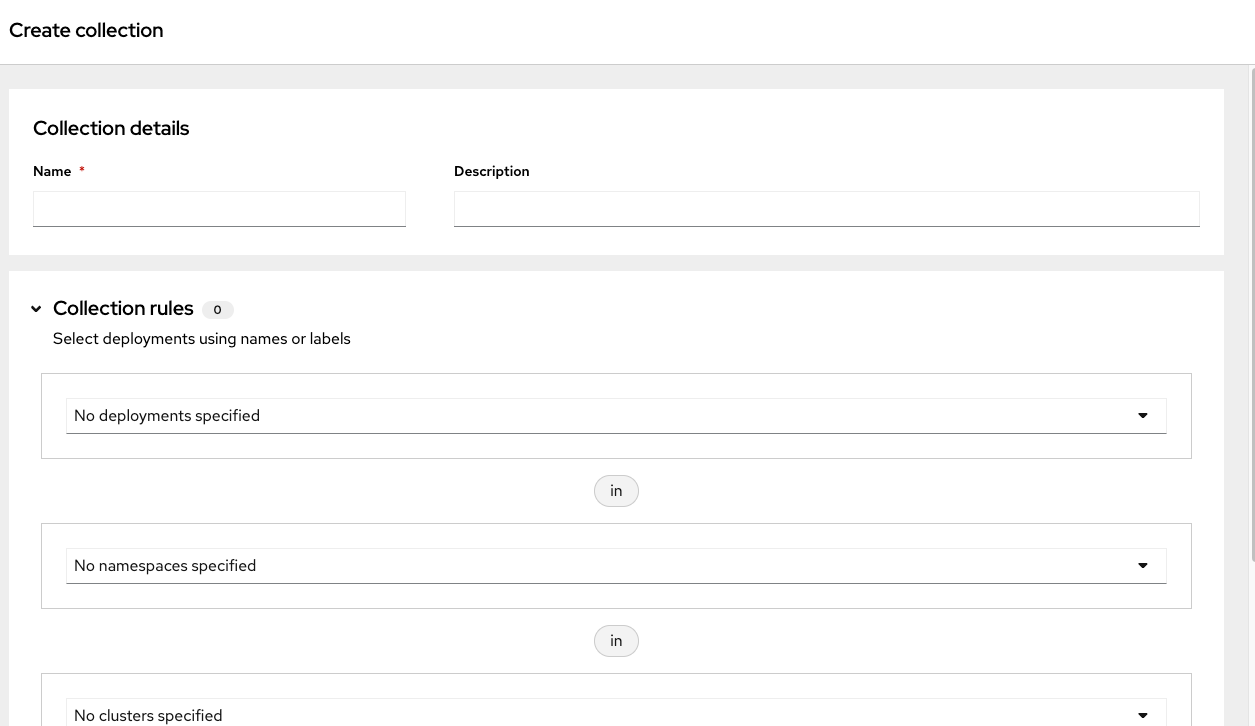 Create collection
Collection details
Name *
Description
Collection rules 0
Select deployments using names or labels
No deployments specified
in
No namespaces specified
in
No clusters specified